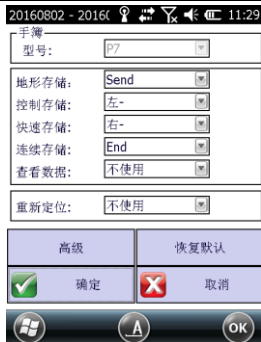 20160802 - 2016( 11:29
手簿
型号: P7
地形存储: Send
控制存储: 左-
快速存储: 右-
连续存储: End
查看数据: 不使用
重新定位: 不使用
高级 恢复默认
确定 取消
A OK